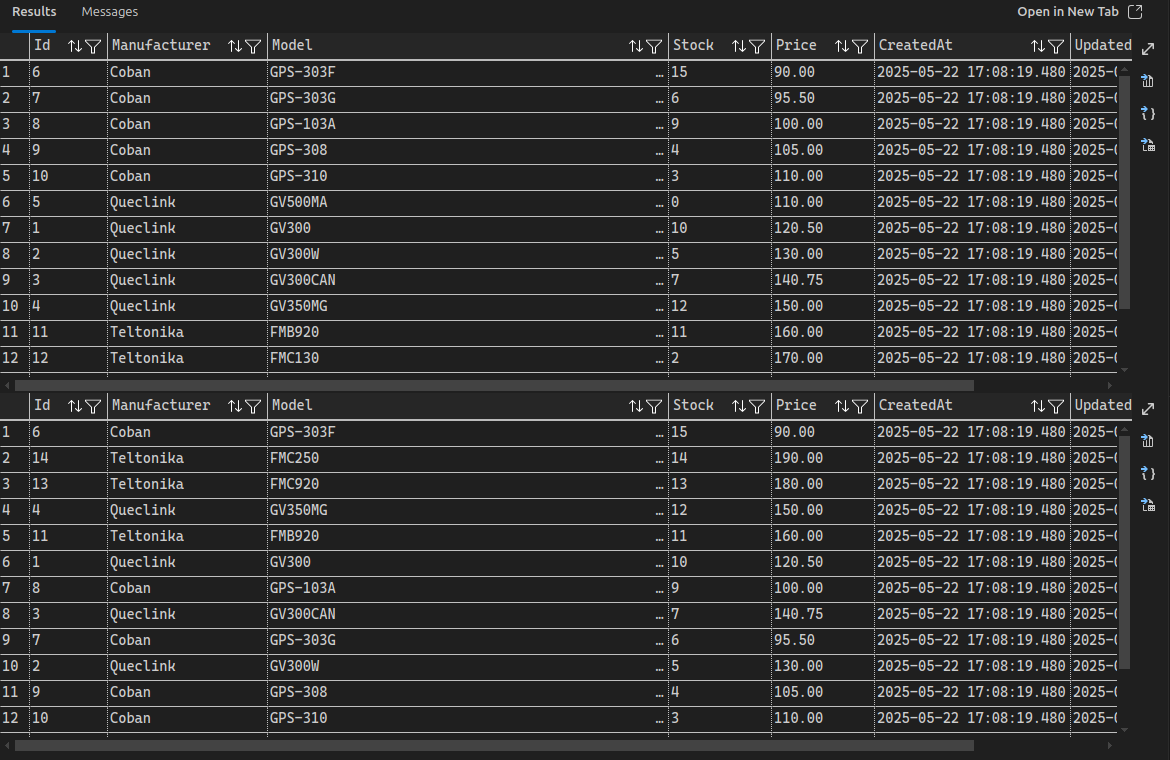 Results Messages Open in New Tab
Id Manufacturer Model Stock Price CreatedAt Updated
1 6 Coban GPS-303F … 15 90.00 2025-05-22 17:08:19.480 2025-0
2 7 Coban GPS-303G … 6 95.50 2025-05-22 17:08:19.480 2025-0
3 8 Coban GPS-103A … 9 100.00 2025-05-22 17:08:19.480 2025-0
4 9 Coban GPS-308 … 4 105.00 2025-05-22 17:08:19.480 2025-0
5 10 Coban GPS-310 … 3 110.00 2025-05-22 17:08:19.480 2025-0
6 5 Queclink GV500MA … 0 110.00 2025-05-22 17:08:19.480 2025-0
7 1 Queclink GV300 … 10 120.50 2025-05-22 17:08:19.480 2025-0
8 2 Queclink GV300W … 5 130.00 2025-05-22 17:08:19.480 2025-0
9 3 Queclink GV300CAN … 7 140.75 2025-05-22 17:08:19.480 2025-0
10 4 Queclink GV350MG … 12 150.00 2025-05-22 17:08:19.480 2025-0
11 11 Teltonika FMB920 … 11 160.00 2025-05-22 17:08:19.480 2025-0
12 12 Teltonika FMC130 … 2 170.00 2025-05-22 17:08:19.480 2025-0
Id Manufacturer Model Stock Price CreatedAt Updated
1 6 Coban GPS-303F … 15 90.00 2025-05-22 17:08:19.480 2025-0
2 14 Teltonika FMC250 … 14 190.00 2025-05-22 17:08:19.480 2025-0
3 13 Teltonika FMC920 … 13 180.00 2025-05-22 17:08:19.480 2025-0
4 4 Queclink GV350MG … 12 150.00 2025-05-22 17:08:19.480 2025-0
5 11 Teltonika FMB920 … 11 160.00 2025-05-22 17:08:19.480 2025-0
6 1 Queclink GV300 … 10 120.50 2025-05-22 17:08:19.480 2025-0
7 8 Coban GPS-103A … 9 100.00 2025-05-22 17:08:19.480 2025-0
8 3 Queclink GV300CAN … 7 140.75 2025-05-22 17:08:19.480 2025-0
9 7 Coban GPS-303G … 6 95.50 2025-05-22 17:08:19.480 2025-0
10 2 Queclink GV300W … 5 130.00 2025-05-22 17:08:19.480 2025-0
11 9 Coban GPS-308 … 4 105.00 2025-05-22 17:08:19.480 2025-0
12 10 Coban GPS-310 … 3 110.00 2025-05-22 17:08:19.480 2025-0